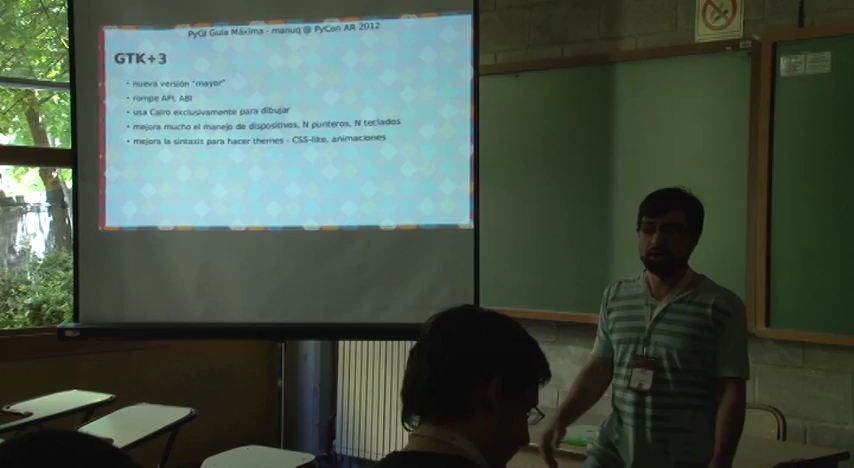 PyGI Guía Máxima - manuq @ PyCon AR 2012
GTK+3
• nueva versión "mayor"
• rompe API, ABI
• usa Cairo exclusivamente para dibujar
• mejora mucho el manejo de dispositivos, N punteros, N teclados
• mejora la sintaxis para hacer themes - CSS-like, animaciones